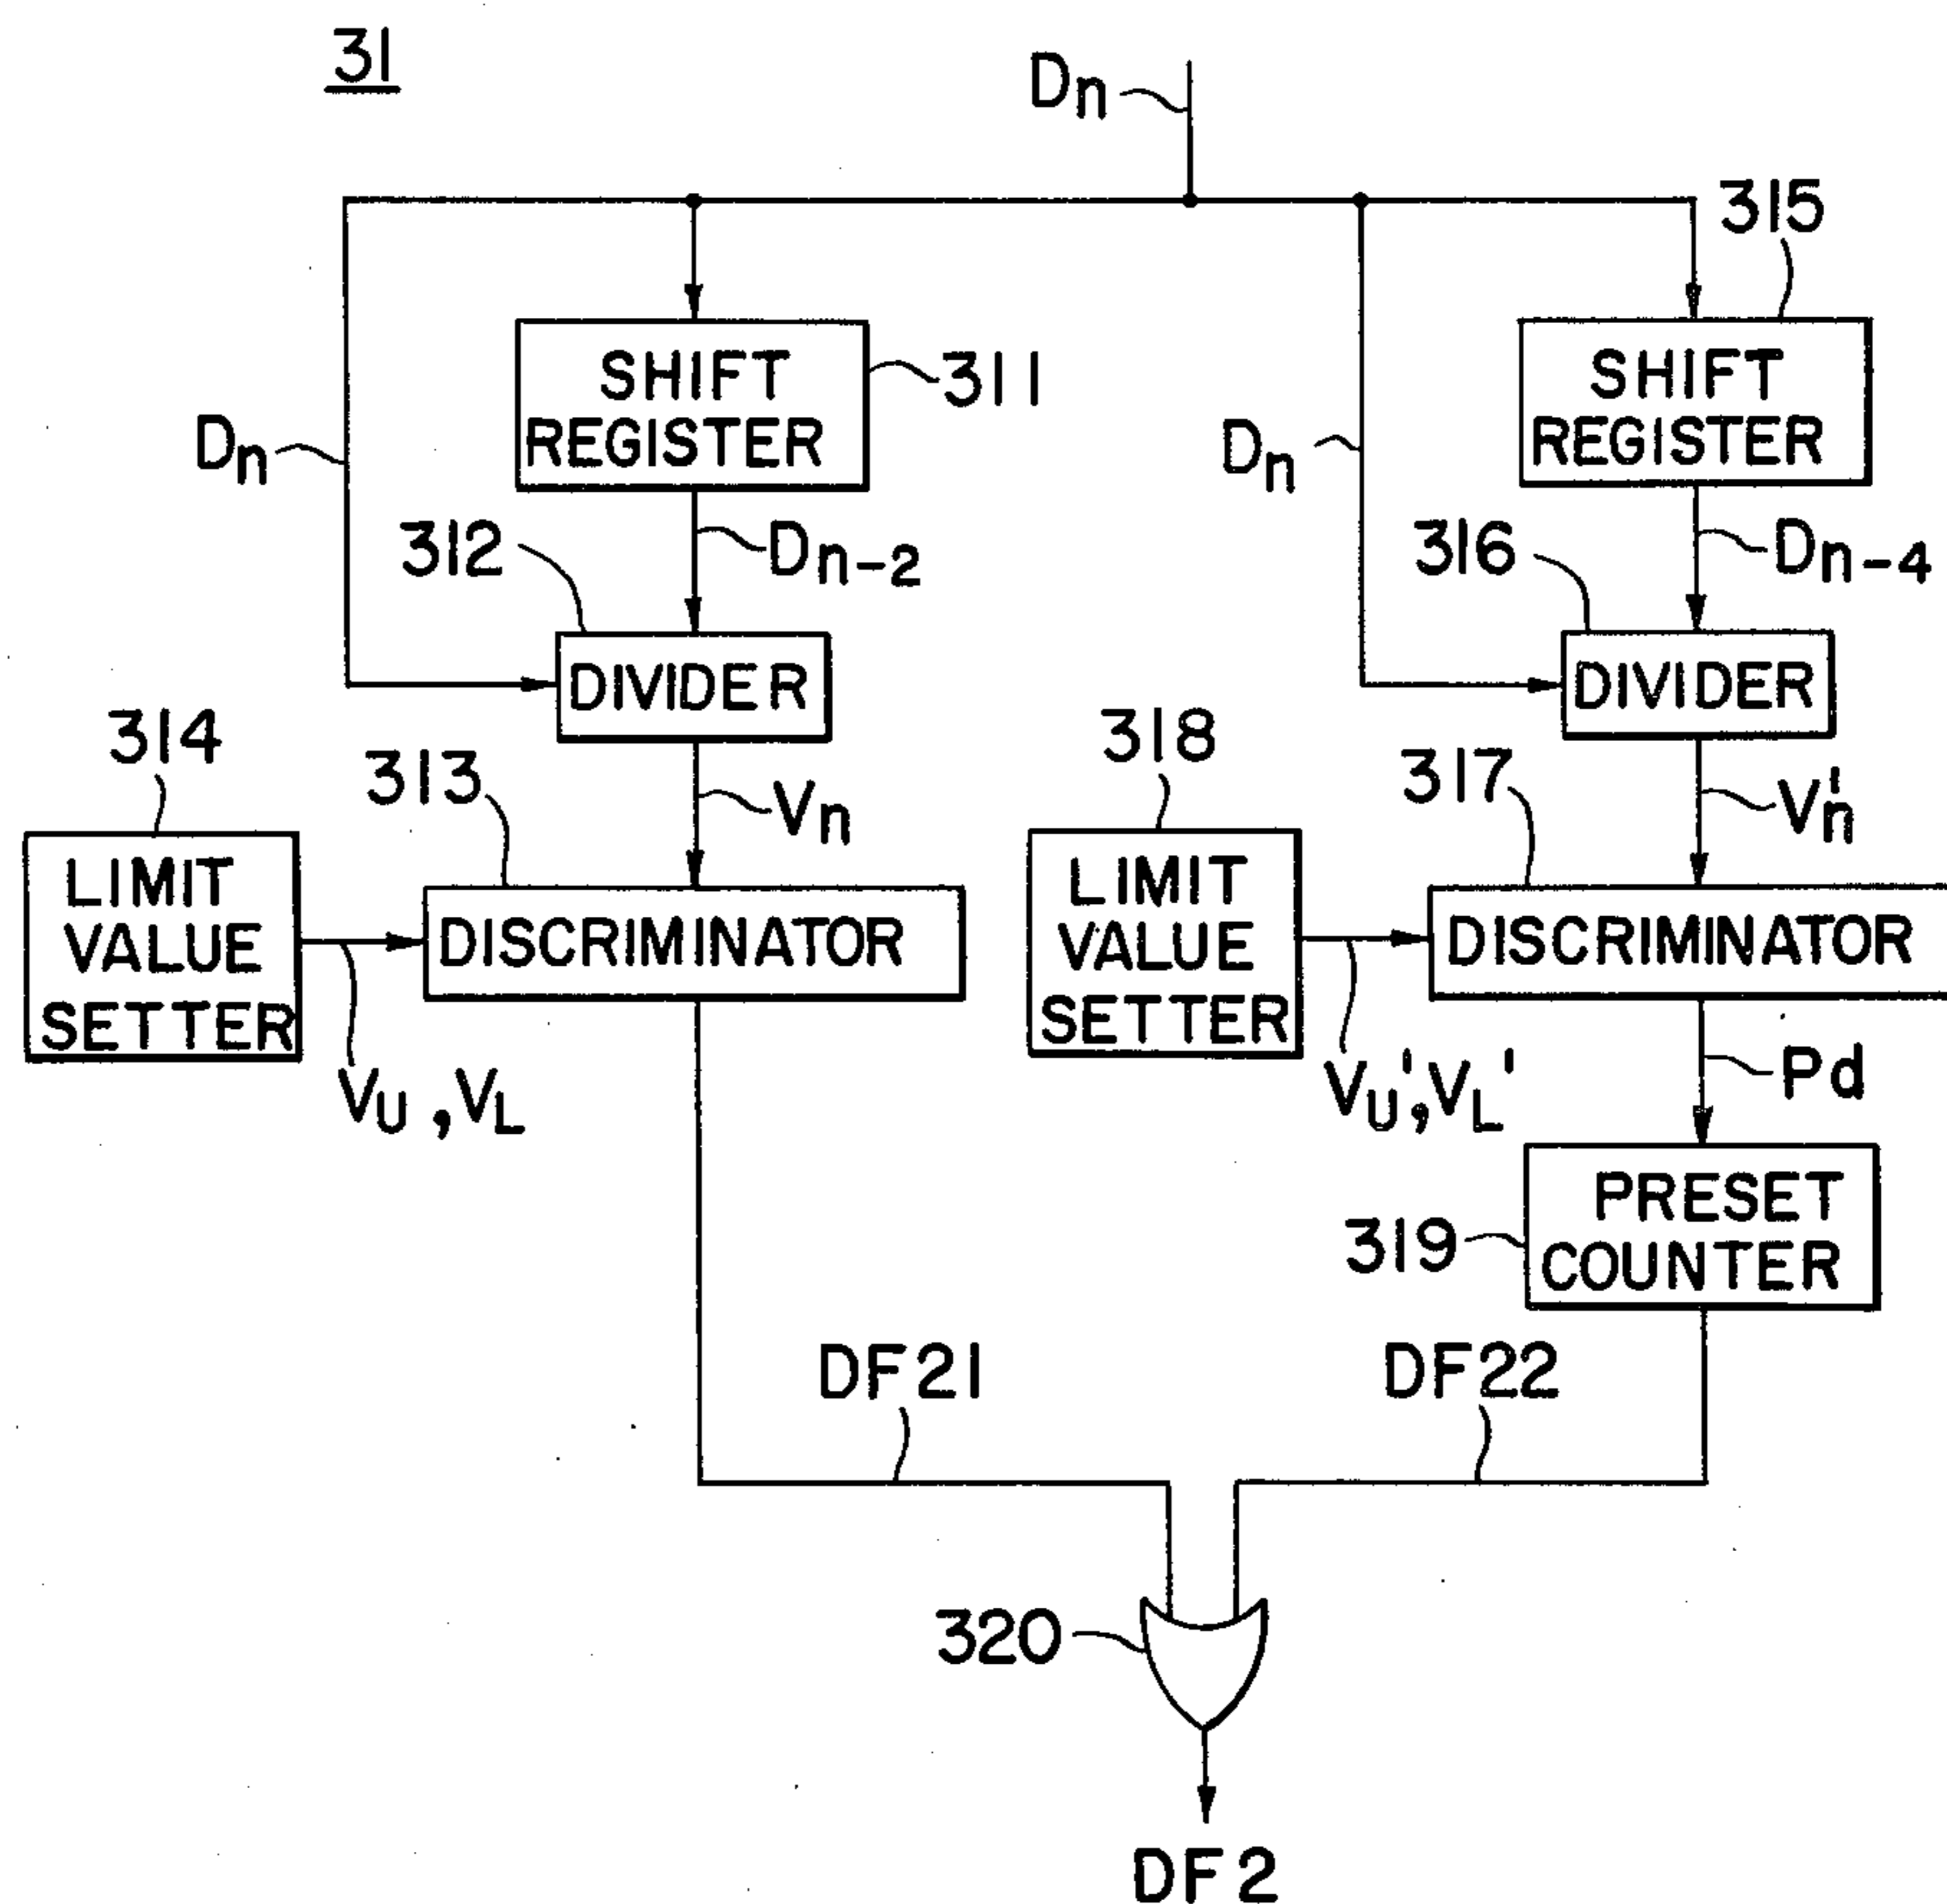 31
Dn
315
SHIFT
REGISTER
311
SHIFT
REGISTER
Dn
Dn
312
Dn-2
316
Dn-4
DIVIDER
DIVIDER
314
313
Vn
318
317
Vn'
LIMIT
VALUE
SETTER
DISCRIMINATOR
LIMIT
VALUE
SETTER
DISCRIMINATOR
VU, VL
VU', VL'
Pd
PRESET
COUNTER
319
DF21
DF22
320
DF2